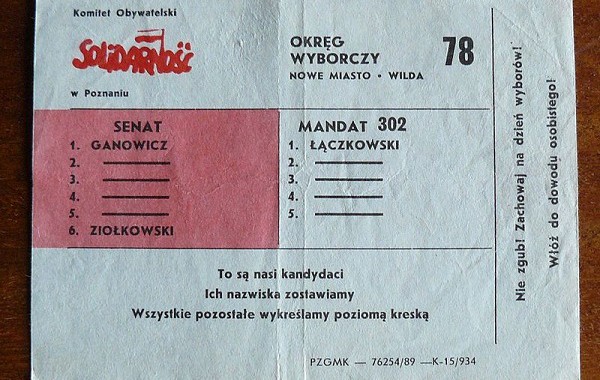 Komitet Obywatelski
SOLIDARNOŚĆ
w Poznaniu
OKRĘG
WYBORCZY 78
NOWE MIASTO • WILDA
SENAT
1. GANOWICZ
2.
3.
4.
5.
6. ZIOŁKOWSKI
MANDAT 302
1. ŁĄCZKOWSKI
2.
3.
4.
5.
To są nasi kandydaci
Ich nazwiska zostawiamy
Wszystkie pozostałe wykreślamy poziomą kreską
PZGMK — 76254/89 —K-15/934
Nie zgub! Zachowaj na dzień wyborów!
Włóż do dowodu osobistego!